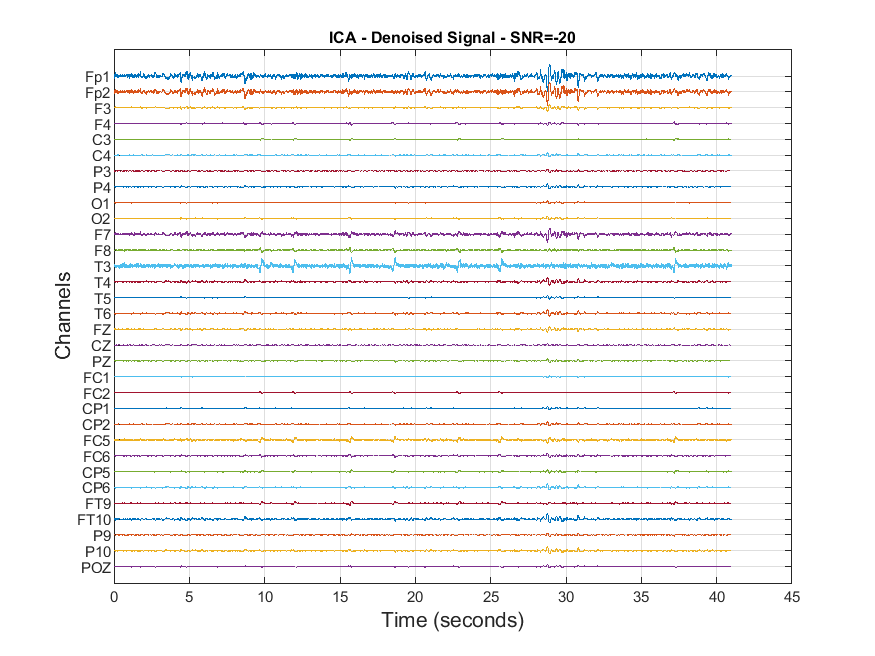 ICA - Denoised Signal - SNR=-20
Fp1
Fp2
F3
F4
C3
C4
P3
P4
O1
O2
F7
F8
T3
T4
T5
T6
FZ
CZ
PZ
FC1
FC2
CP1
CP2
FC5
FC6
CP5
CP6
FT9
FT10
P9
P10
POZ
Channels
0 5 10 15 20 25 30 35 40 45
Time (seconds)